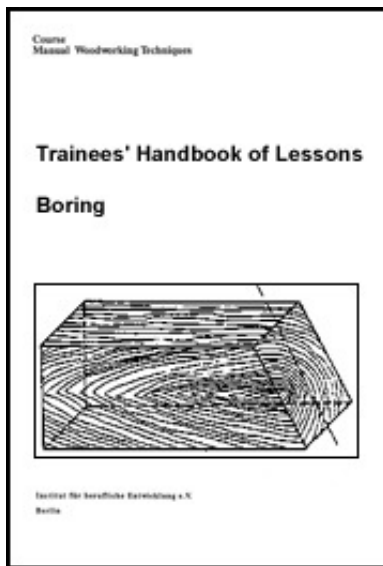 Course
Manual Woodworking Techniques
Trainees' Handbook of Lessons
Boring
Institut für berufliche Entwicklung e.V.
Berlin